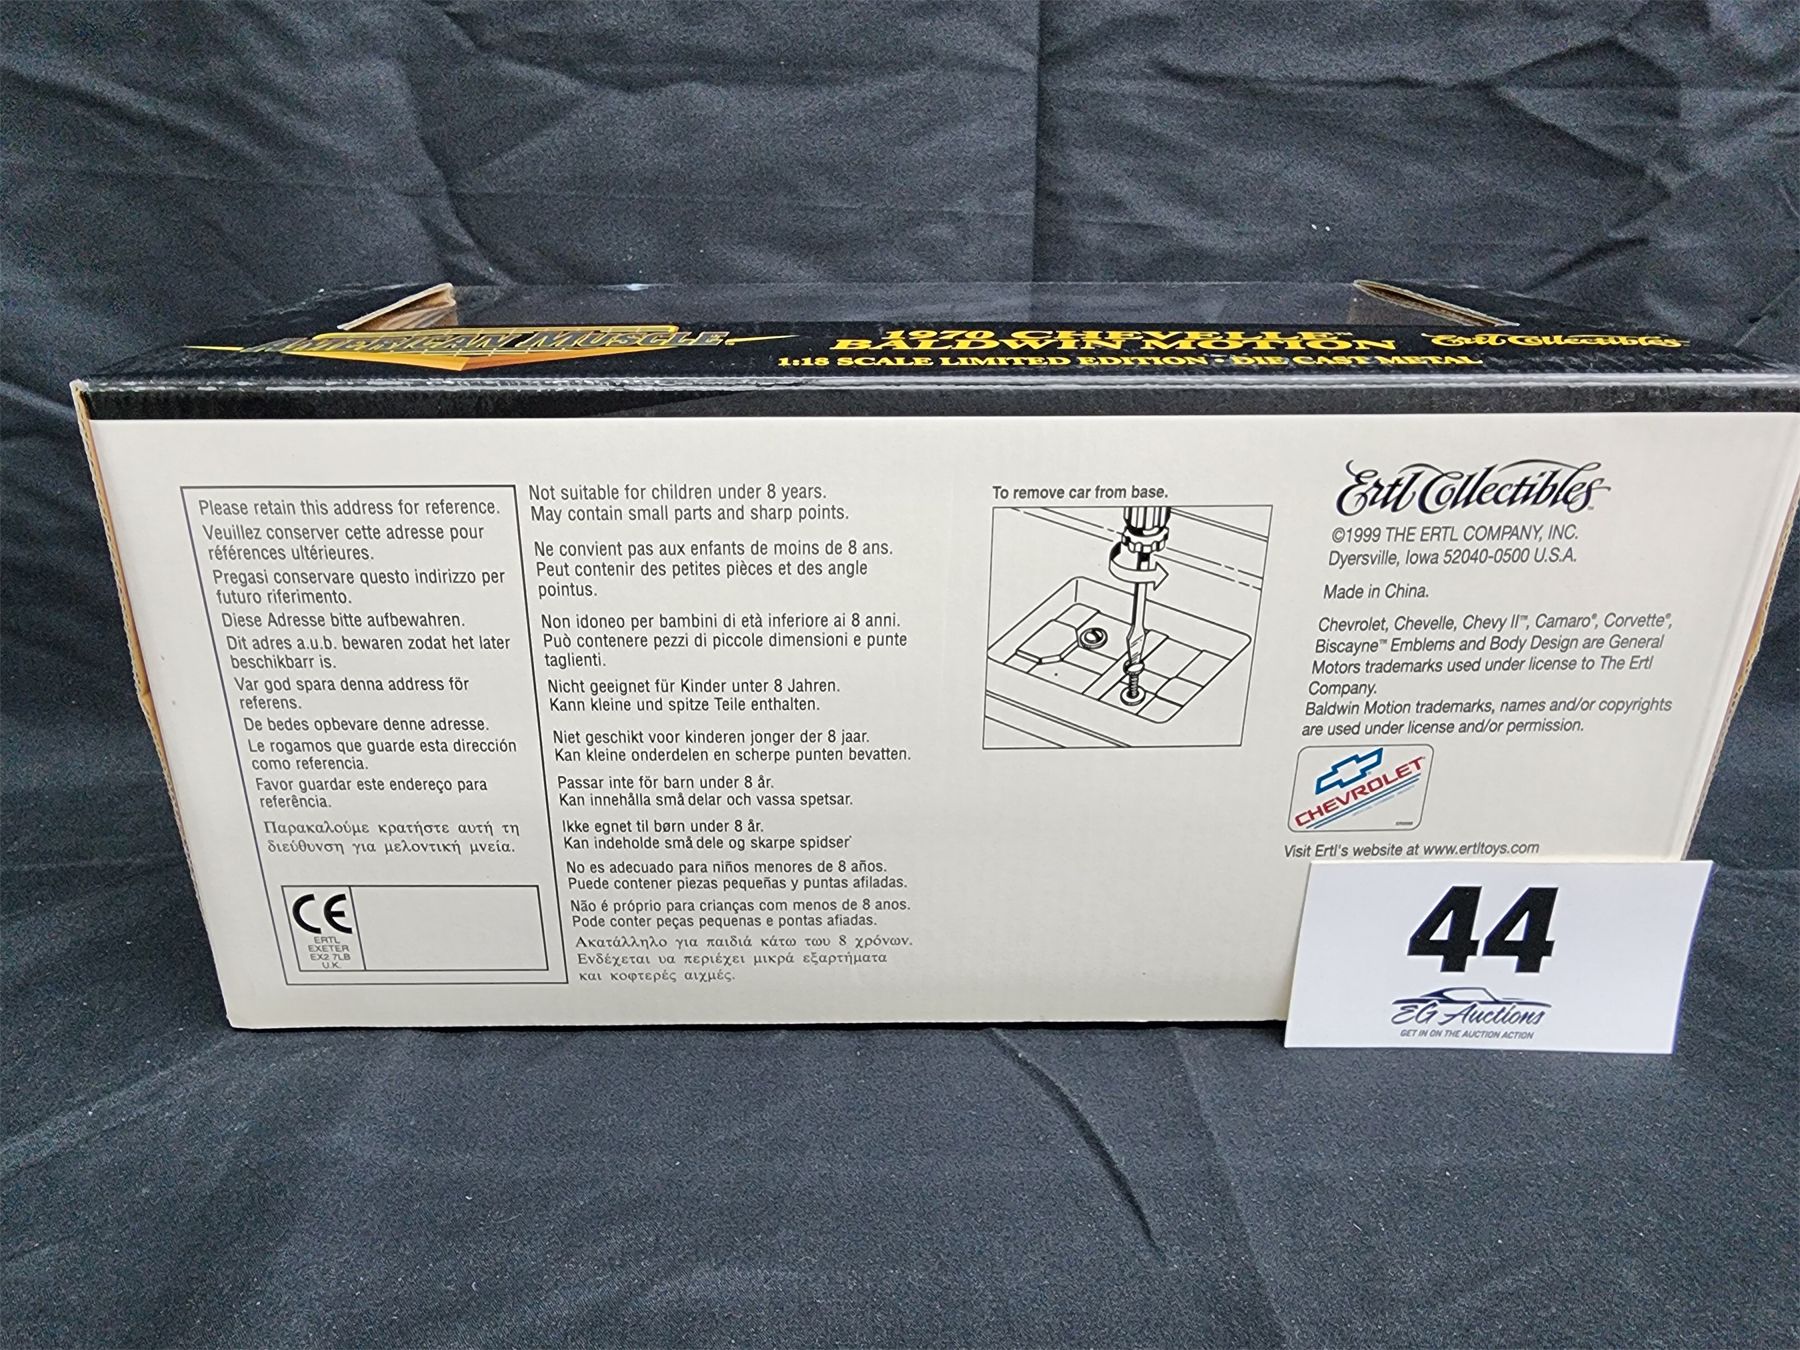 AMERICAN MUSCLE
1970 CHEVELLE™
BALDWIN MOTION
1:18 SCALE LIMITED EDITION • DIE CAST METAL
Ertl Collectibles
Please retain this address for reference.
Veuillez conserver cette adresse pour
références ultérieures.
Pregasi conservare questo indirizzo per
futuro riferimento.
Diese Adresse bitte aufbewahren.
Dit adres a.u.b. bewaren zodat het later
beschikbarr is.
Var god spara denna address för
referens.
De bedes opbevare denne adresse.
Le rogamos que guarde esta dirección
como referencia.
Favor guardar este endereço para
referência.
Παρακαλούμε κρατήστε αυτή τη
διεύθυνση για μελοντική μνεία.
CE
ERTL
EXETER
EX2 7LB
U.K.
Not suitable for children under 8 years.
May contain small parts and sharp points.
Ne convient pas aux enfants de moins de 8 ans.
Peut contenir des petites pièces et des angle
pointus.
Non idoneo per bambini di età inferiore ai 8 anni.
Può contenere pezzi di piccole dimensioni e punte
taglienti.
Nicht geeignet für Kinder unter 8 Jahren.
Kann kleine und spitze Teile enthalten.
Niet geschikt voor kinderen jonger der 8 jaar.
Kan kleine onderdelen en scherpe punten bevatten.
Passar inte för barn under 8 år.
Kan innehålla små delar och vassa spetsar.
Ikke egnet til børn under 8 år.
Kan indeholde små dele og skarpe spidser
No es adecuado para niños menores de 8 años.
Puede contener piezas pequeñas y puntas afiladas.
Não é próprio para crianças com menos de 8 anos.
Pode conter peças pequenas e pontas afiadas.
Ακατάλληλο για παιδιά κάτω του 8 χρόνων.
Ενδέχεται υα περιέχει μικρά εξαρτήματα
και κοφτερές αιχμές.
To remove car from base.
Ertl Collectibles™
©1999 THE ERTL COMPANY, INC.
Dyersville, Iowa 52040-0500 U.S.A.
Made in China.
Chevrolet, Chevelle, Chevy II™, Camaro®, Corvette®,
Biscayne™ Emblems and Body Design are General
Motors trademarks used under license to The Ertl
Company.
Baldwin Motion trademarks, names and/or copyrights
are used under license and/or permission.
CHEVROLET
Visit Ertl's website at www.ertltoys.com
44
EG Auctions
GET IN ON THE AUCTION ACTION